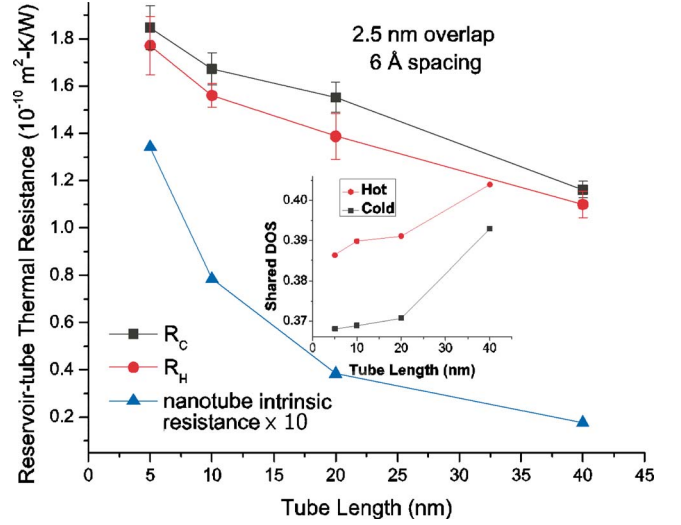 2.5 nm overlap
6 Å spacing
Reservoir-tube Thermal Resistance (10⁻¹⁰ m²-K/W)
1.8
1.6
1.4
1.2
1.0
0.8
0.6
0.4
0.2
R_C
R_H
nanotube intrinsic
resistance × 10
Hot
Cold
Shared DOS
0.40
0.39
0.38
0.37
0 10 20 30 40
Tube Length (nm)
0 5 10 15 20 25 30 35 40 45
Tube Length (nm)